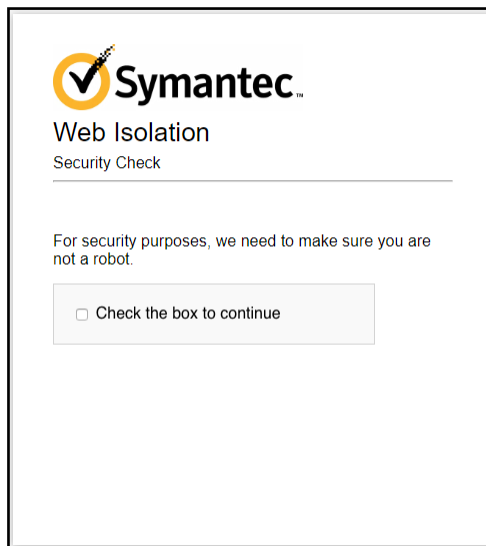 Symantec™
Web Isolation
Security Check
For security purposes, we need to make sure you are
not a robot.
Check the box to continue